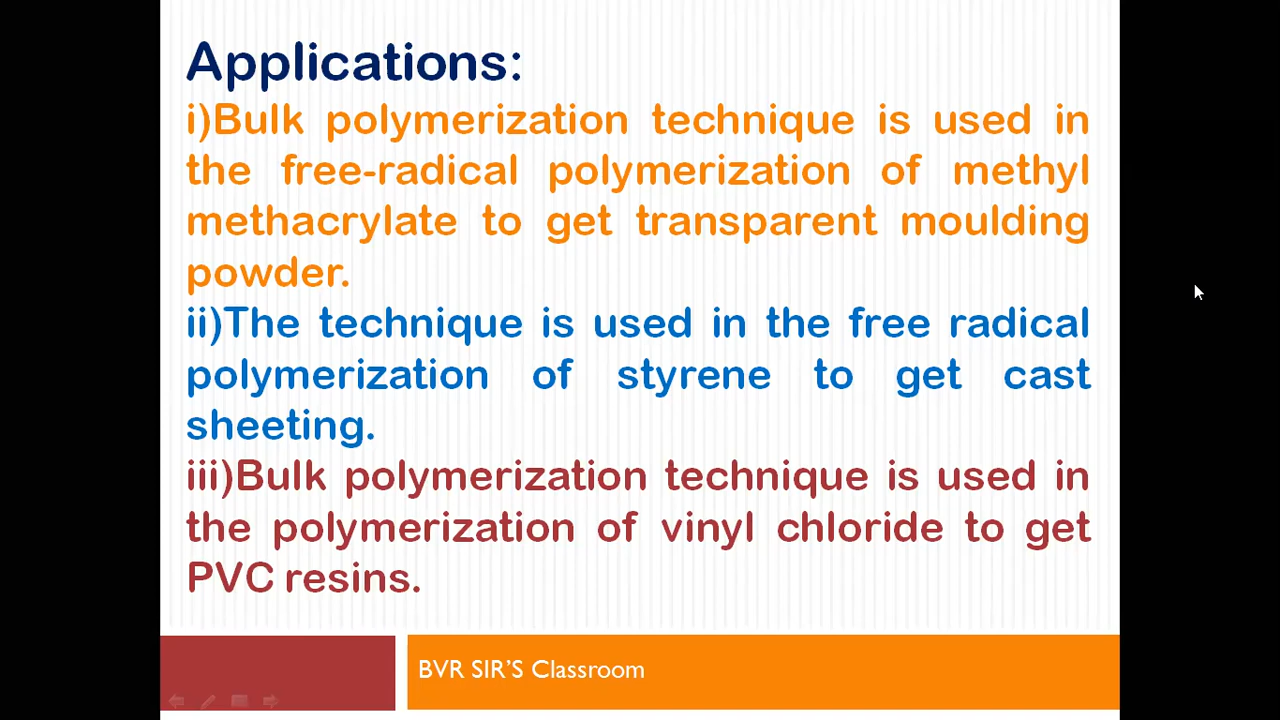 Applications:
i)Bulk polymerization technique is used in
the free-radical polymerization of methyl
methacrylate to get transparent moulding
powder.
ii)The technique is used in the free radical
polymerization of styrene to get cast
sheeting.
iii)Bulk polymerization technique is used in
the polymerization of vinyl chloride to get
PVC resins.
BVR SIR’S Classroom